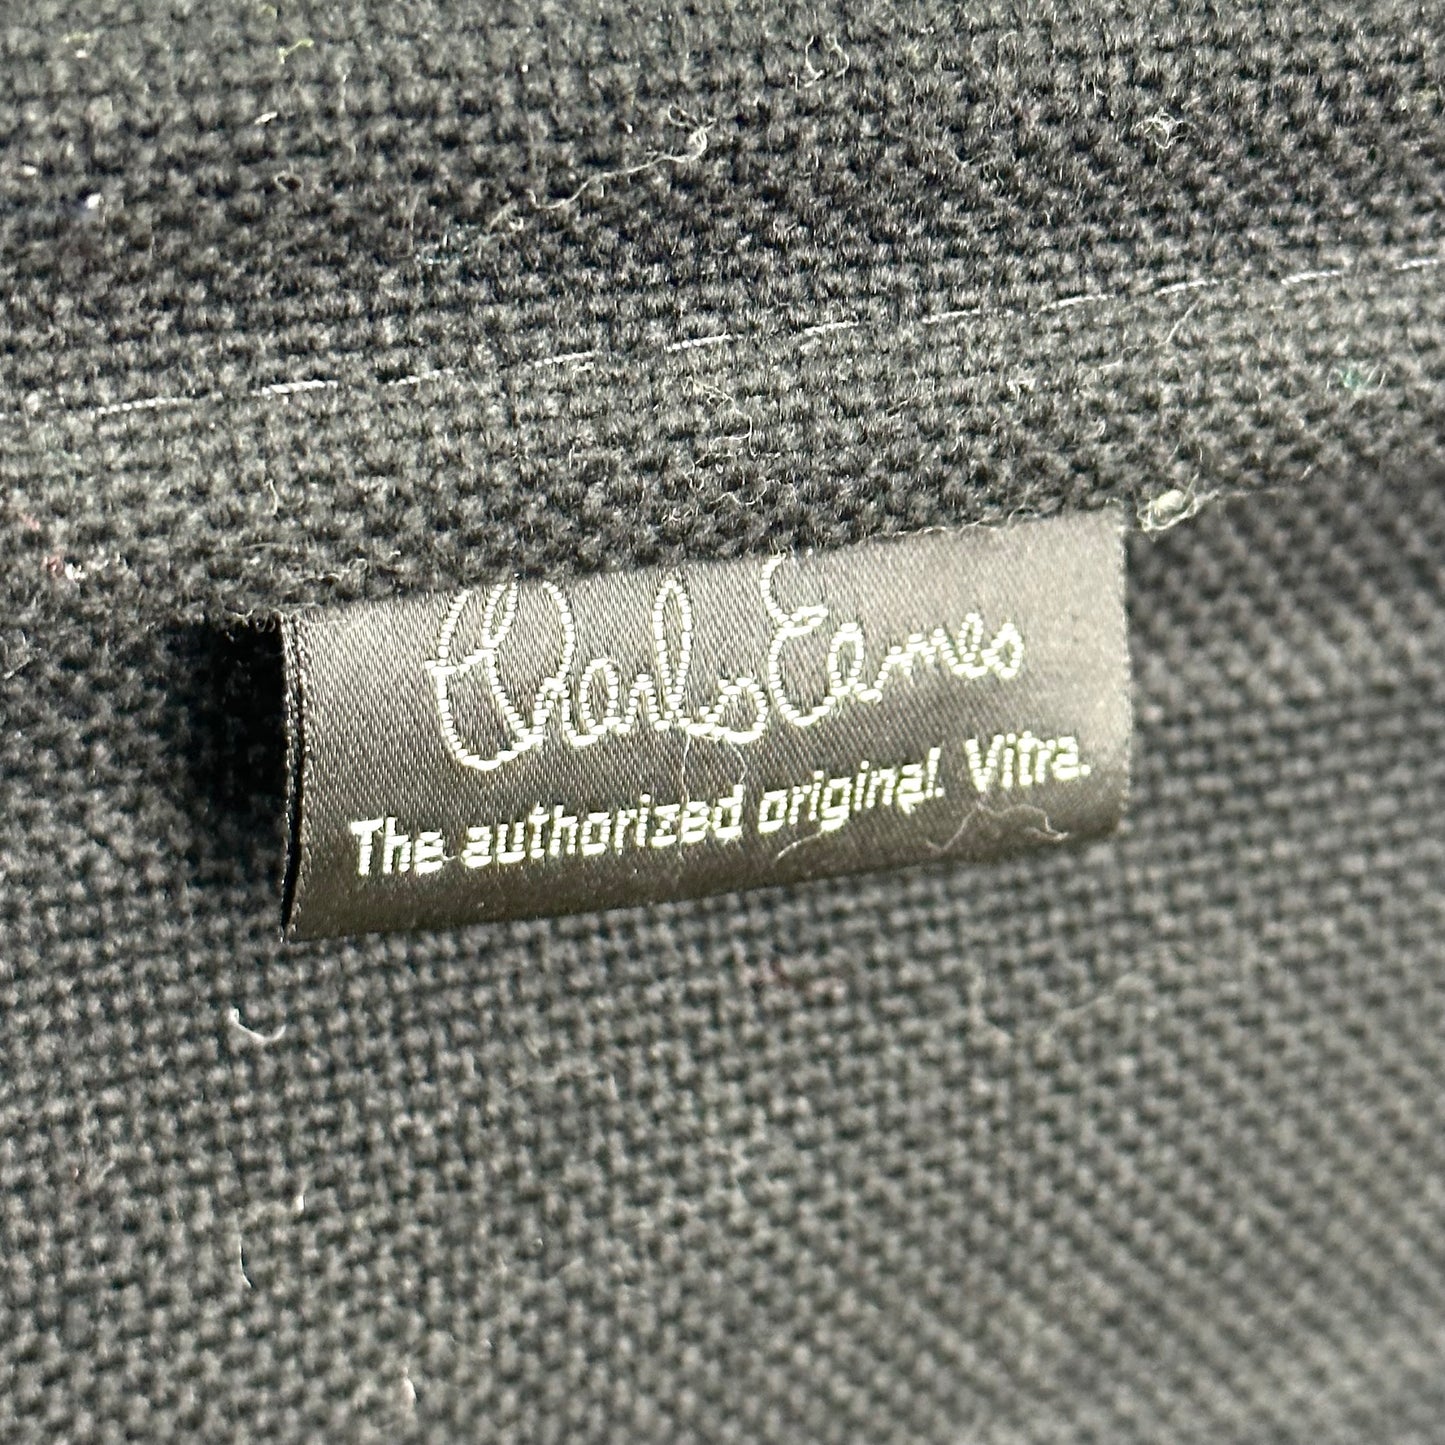 Charles Eames
The authorized original. Vitra.